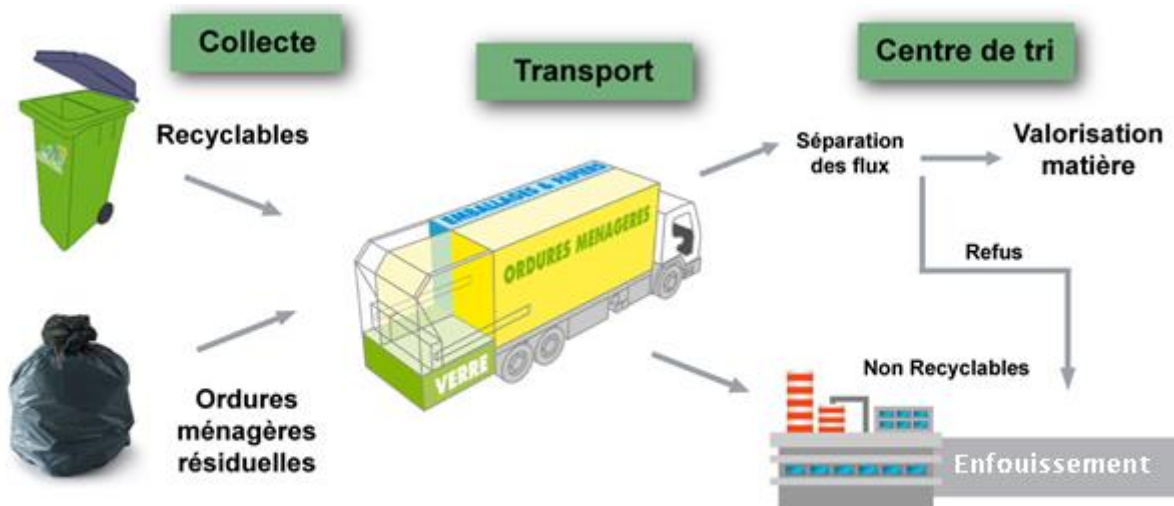 Collecte
Transport
Centre de tri
Recyclables
Séparation
des flux
Valorisation
matière
EMBALLAGES & PAPIERS
ORDURES MENAGERES
Refus
VERRE
Non Recyclables
Ordures
ménagères
résiduelles
Enfouissement